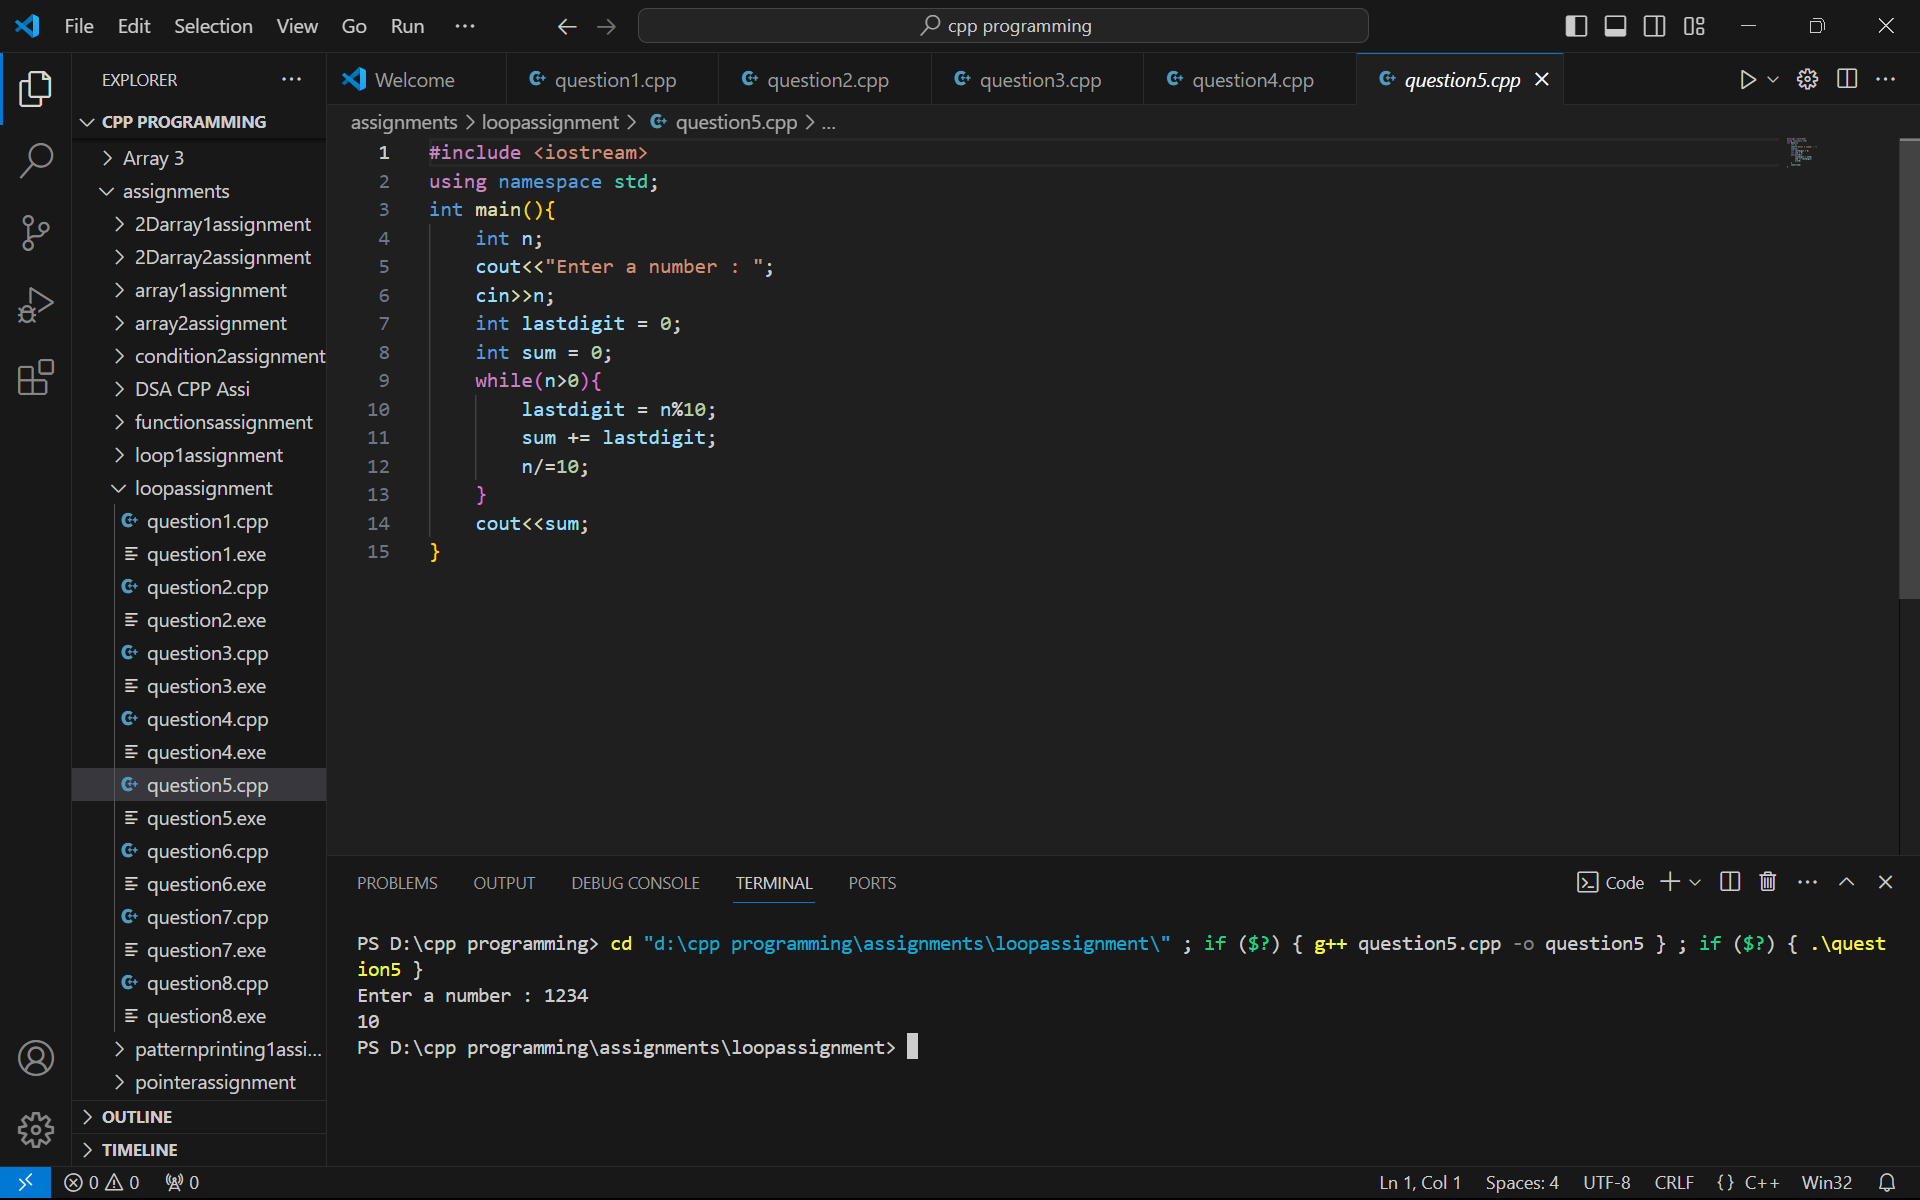 File Edit Selection View Go Run ...
cpp programming
EXPLORER ...
CPP PROGRAMMING
Array 3
assignments
2Darray1assignment
2Darray2assignment
array1assignment
array2assignment
condition2assignment
DSA CPP Assi
functionsassignment
loop1assignment
loopassignment
question1.cpp
question1.exe
question2.cpp
question2.exe
question3.cpp
question3.exe
question4.cpp
question4.exe
question5.cpp
question5.exe
question6.cpp
question6.exe
question7.cpp
question7.exe
question8.cpp
question8.exe
patternprinting1assi...
pointerassignment
OUTLINE
TIMELINE
Welcome question1.cpp question2.cpp question3.cpp question4.cpp question5.cpp
assignments > loopassignment > question5.cpp > ...
1 #include <iostream>
2 using namespace std;
3 int main(){
4 int n;
5 cout<<"Enter a number : ";
6 cin>>n;
7 int lastdigit = 0;
8 int sum = 0;
9 while(n>0){
10 lastdigit = n%10;
11 sum += lastdigit;
12 n/=10;
13 }
14 cout<<sum;
15 }
PROBLEMS OUTPUT DEBUG CONSOLE TERMINAL PORTS Code
PS D:\cpp programming> cd "d:\cpp programming\assignments\loopassignment\" ; if ($?) { g++ question5.cpp -o question5 } ; if ($?) { .\quest
ion5 }
Enter a number : 1234
10
PS D:\cpp programming\assignments\loopassignment>
0 0 0 Ln 1, Col 1 Spaces: 4 UTF-8 CRLF {} C++ Win32